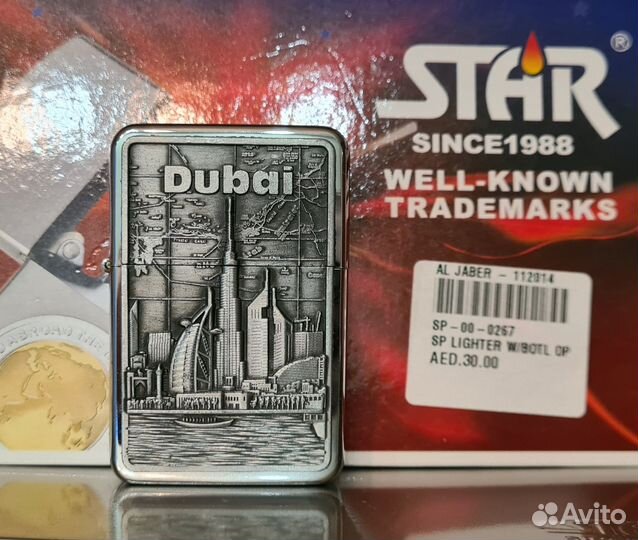 STAR ®
SINCE1988
WELL-KNOWN
TRADEMARKS
Dubai
AL JABER - 112014
SP-00-0267
SP LIGHTER W/BOTL OP
AED.30.00
Avito